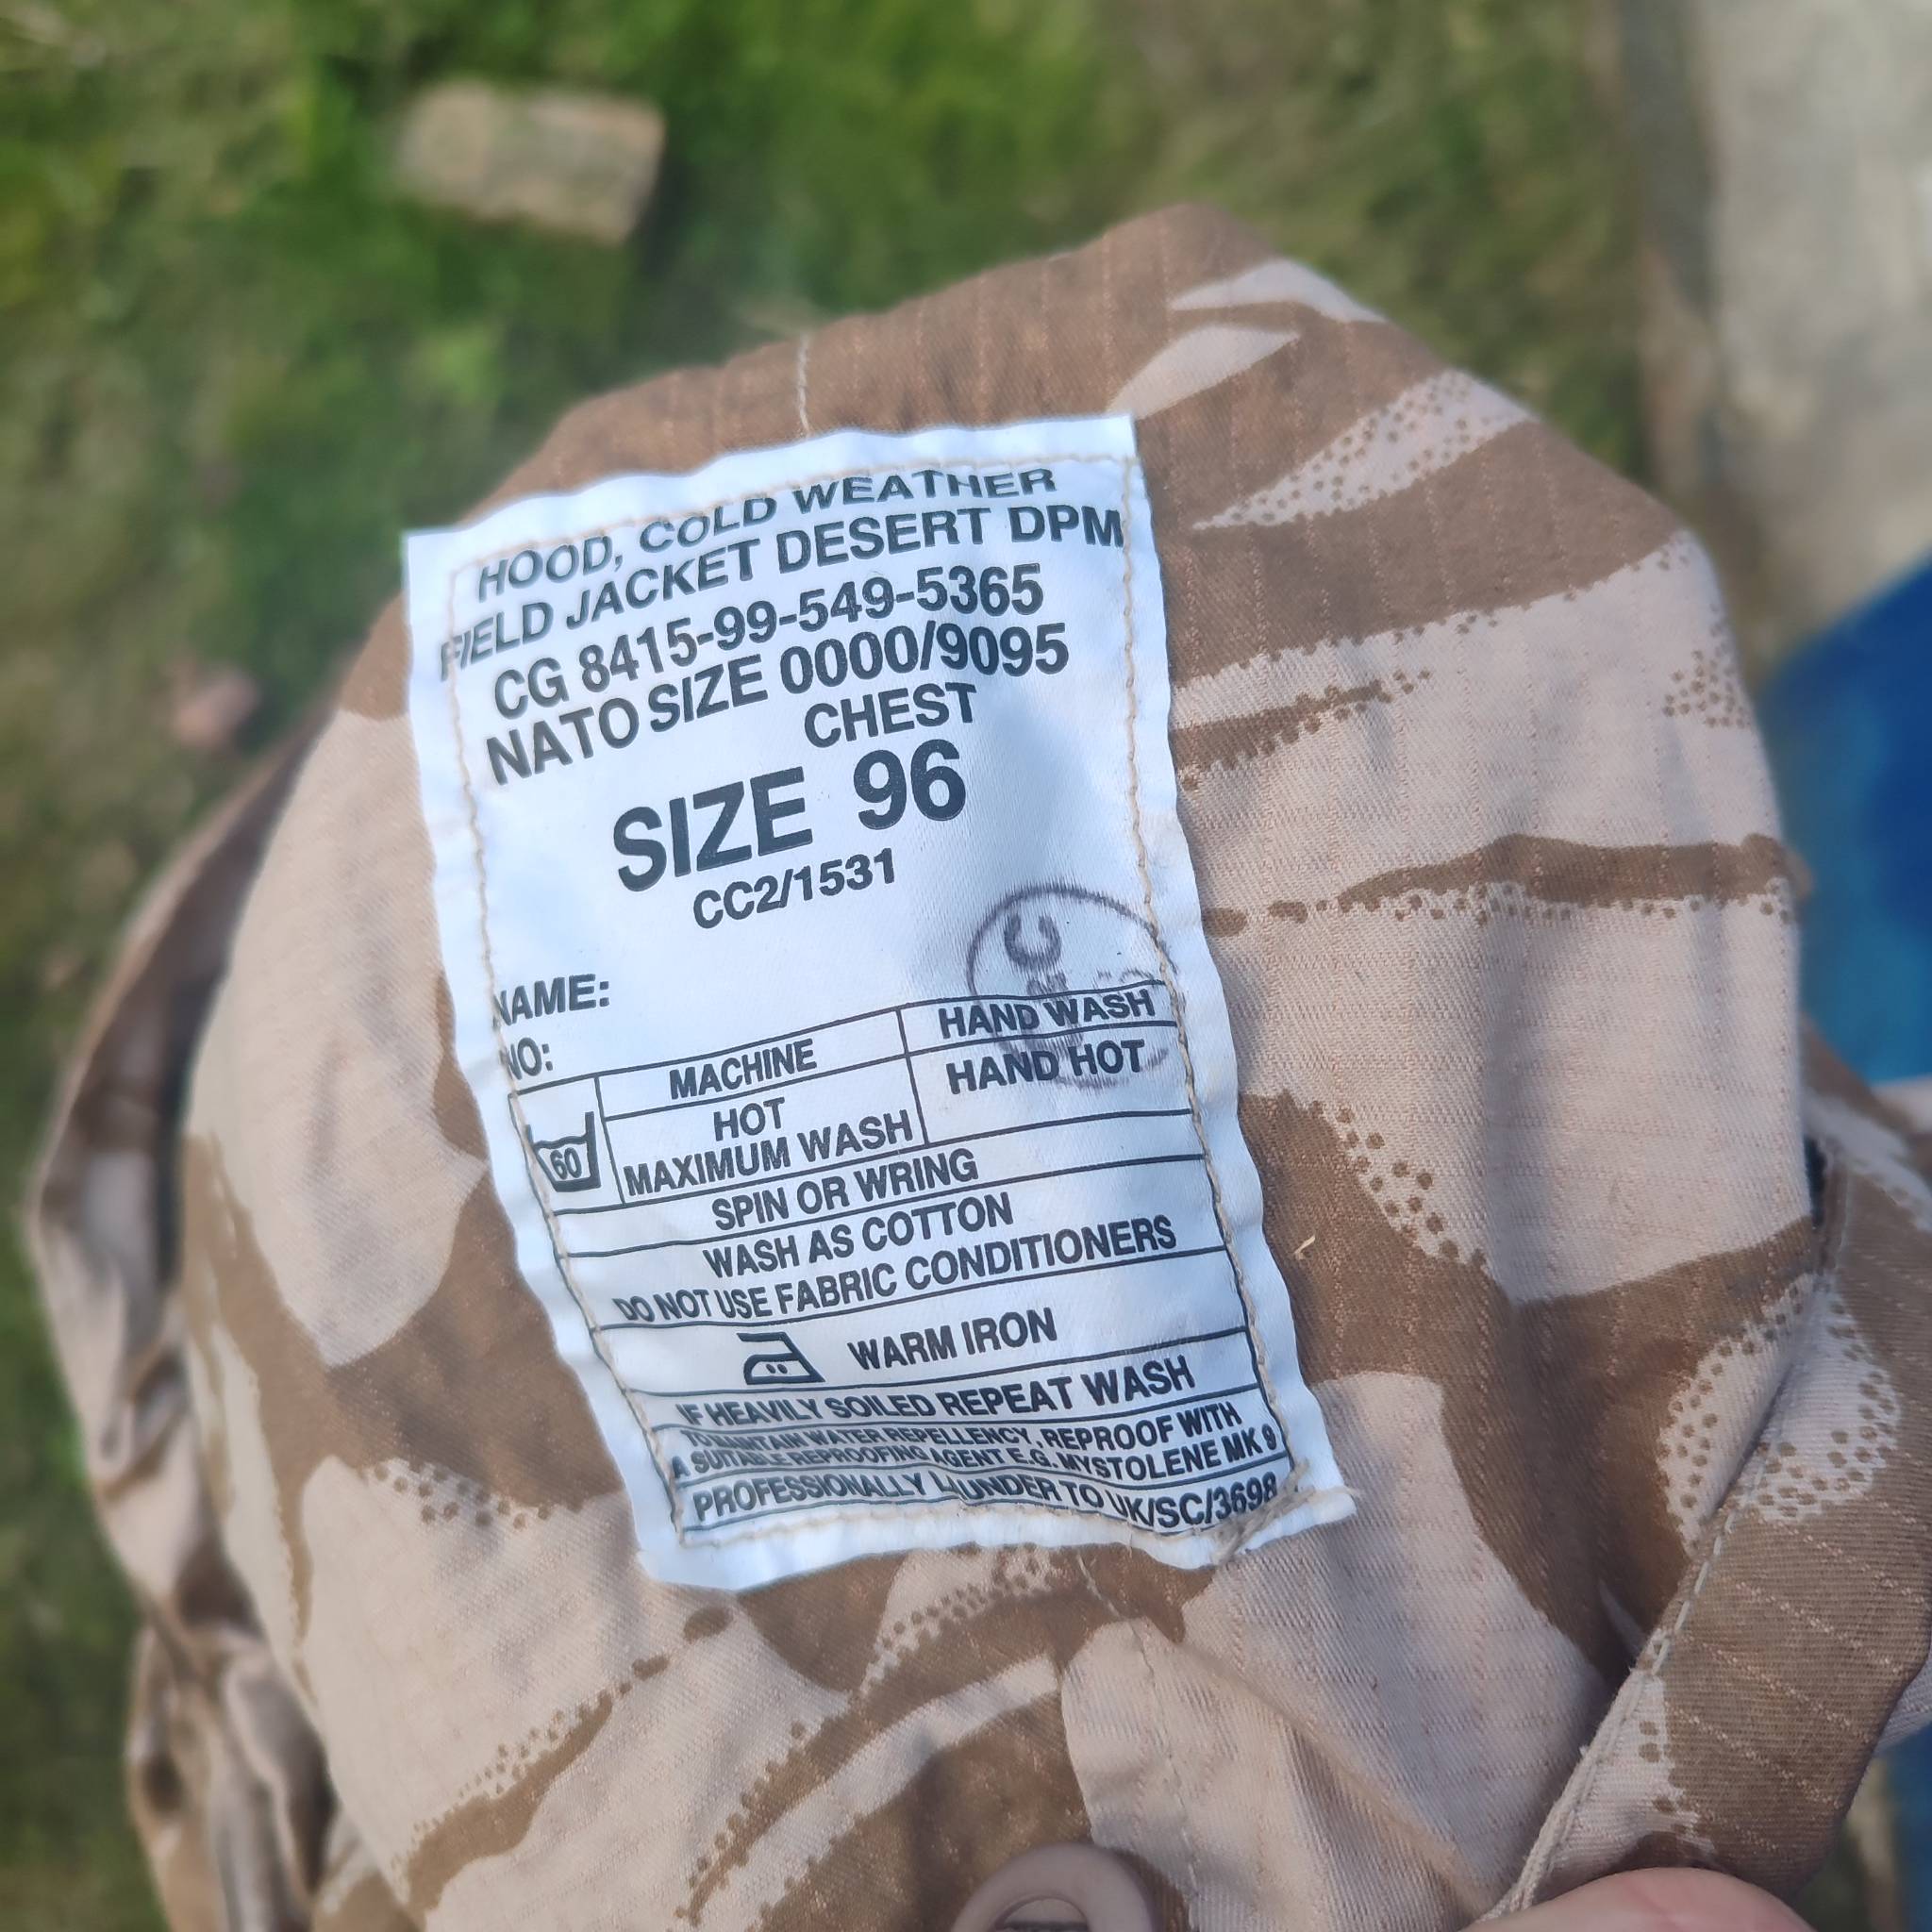 HOOD, COLD WEATHER
FIELD JACKET DESERT DPM
CG 8415-99-549-5365
NATO SIZE 0000/9095
CHEST
SIZE 96
CC2/1531
C
NAME:
NO:
MACHINE HAND WASH
60 HOT HAND HOT
MAXIMUM WASH
SPIN OR WRING
WASH AS COTTON
DO NOT USE FABRIC CONDITIONERS
WARM IRON
IF HEAVILY SOILED REPEAT WASH
TO MAINTAIN WATER REPELLENCY, REPROOF WITH
A SUITABLE REPROOFING AGENT E.G. MYSTOLENE MK 9
PROFESSIONALLY LAUNDER TO UK/SC/3698